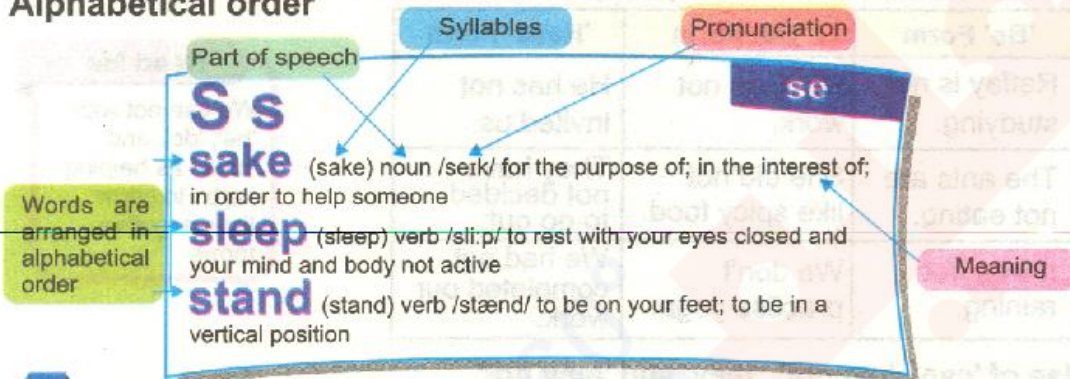 Alphabetical order
Syllables
Pronunciation
Part of speech
se
S s
sake (sake) noun /seɪk/ for the purpose of; in the interest of;
in order to help someone
sleep (sleep) verb /sli:p/ to rest with your eyes closed and
your mind and body not active
stand (stand) verb /stænd/ to be on your feet; to be in a
vertical position
Words are
arranged in
alphabetical
order
Meaning